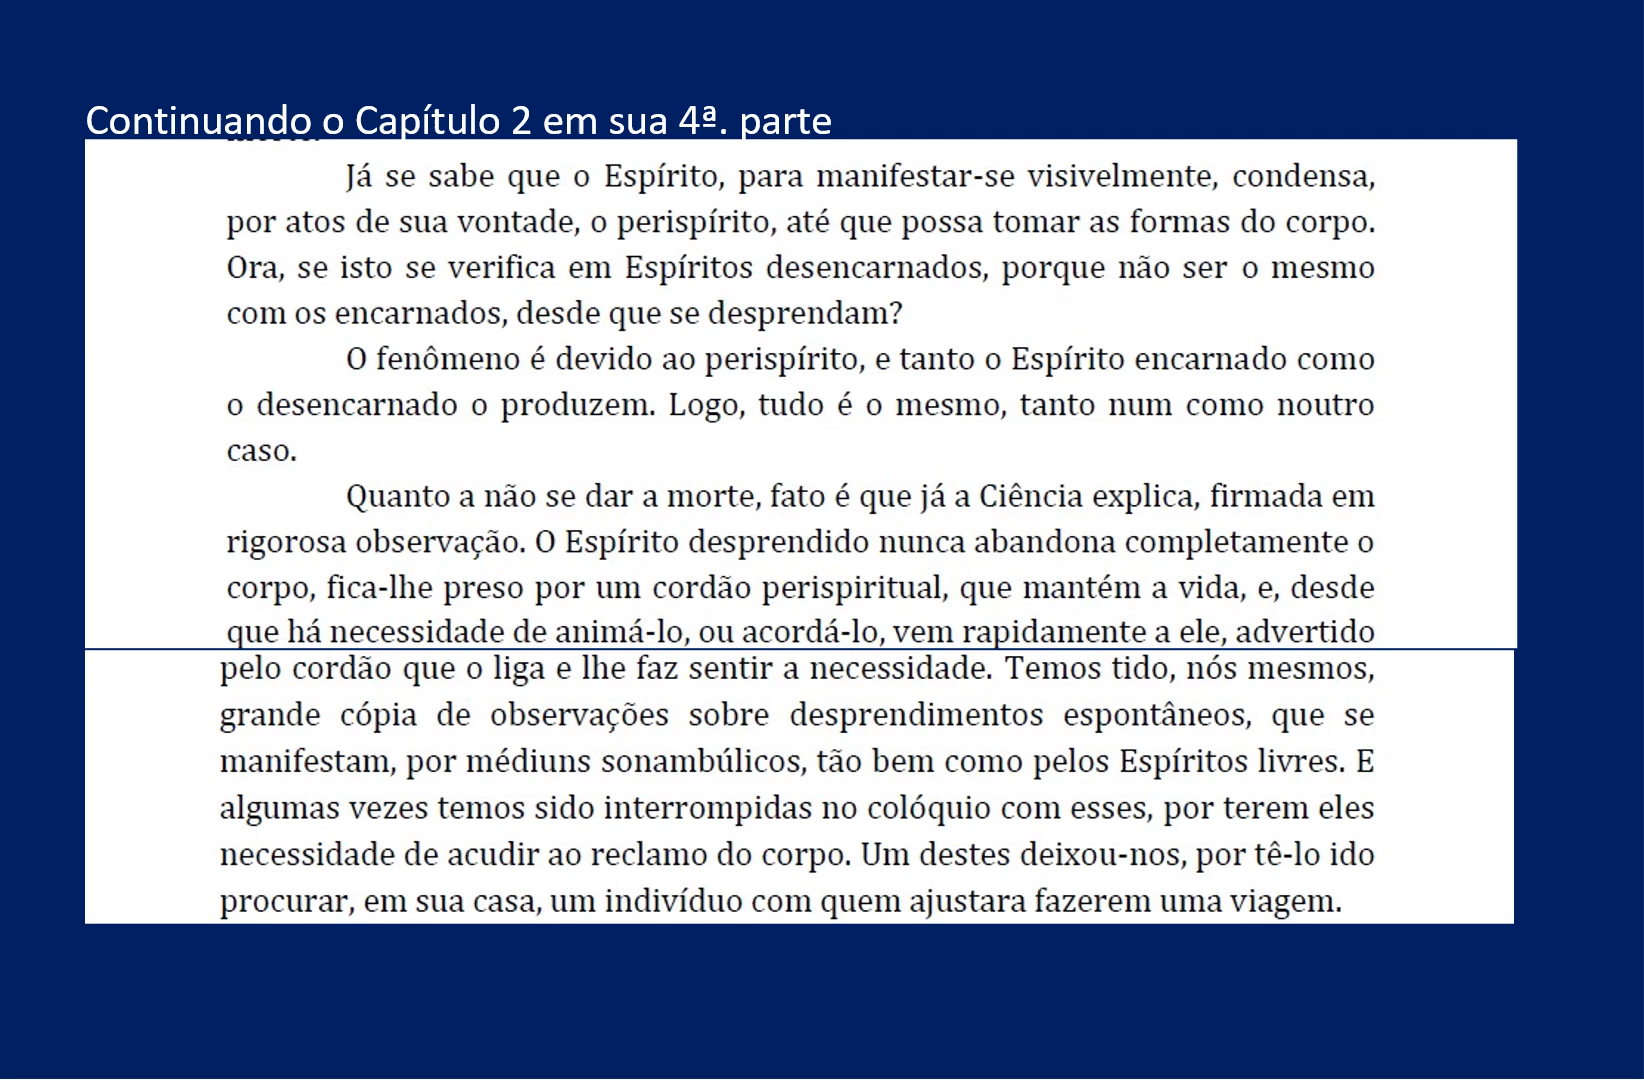 Continuando o Capítulo 2 em sua 4ª. parte
Já se sabe que o Espírito, para manifestar-se visivelmente, condensa,
por atos de sua vontade, o perispírito, até que possa tomar as formas do corpo.
Ora, se isto se verifica em Espíritos desencarnados, porque não ser o mesmo
com os encarnados, desde que se desprendam?
O fenômeno é devido ao perispírito, e tanto o Espírito encarnado como
o desencarnado o produzem. Logo, tudo é o mesmo, tanto num como noutro
caso.
Quanto a não se dar a morte, fato é que já a Ciência explica, firmada em
rigorosa observação. O Espírito desprendido nunca abandona completamente o
corpo, fica-lhe preso por um cordão perispiritual, que mantém a vida, e, desde
que há necessidade de animá-lo, ou acordá-lo, vem rapidamente a ele, advertido
pelo cordão que o liga e lhe faz sentir a necessidade. Temos tido, nós mesmos,
grande cópia de observações sobre desprendimentos espontâneos, que se
manifestam, por médiuns sonambúlicos, tão bem como pelos Espíritos livres. E
algumas vezes temos sido interrompidas no colóquio com esses, por terem eles
necessidade de acudir ao reclamo do corpo. Um destes deixou-nos, por tê-lo ido
procurar, em sua casa, um indivíduo com quem ajustara fazerem uma viagem.